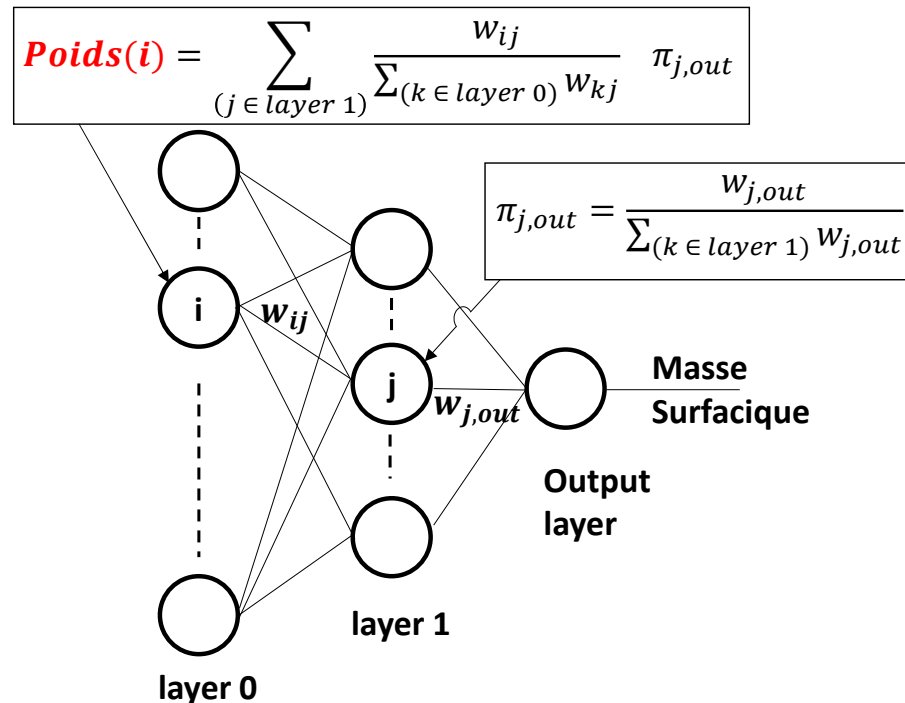 Poids(i) = ∑_(j ∈ layer 1) w_ij / ∑_(k ∈ layer 0) w_kj π_j,out
π_j,out = w_j,out / ∑_(k ∈ layer 1) w_j,out
i
w_ij
j
w_j,out
Masse
Surfacique
Output
layer
layer 1
layer 0